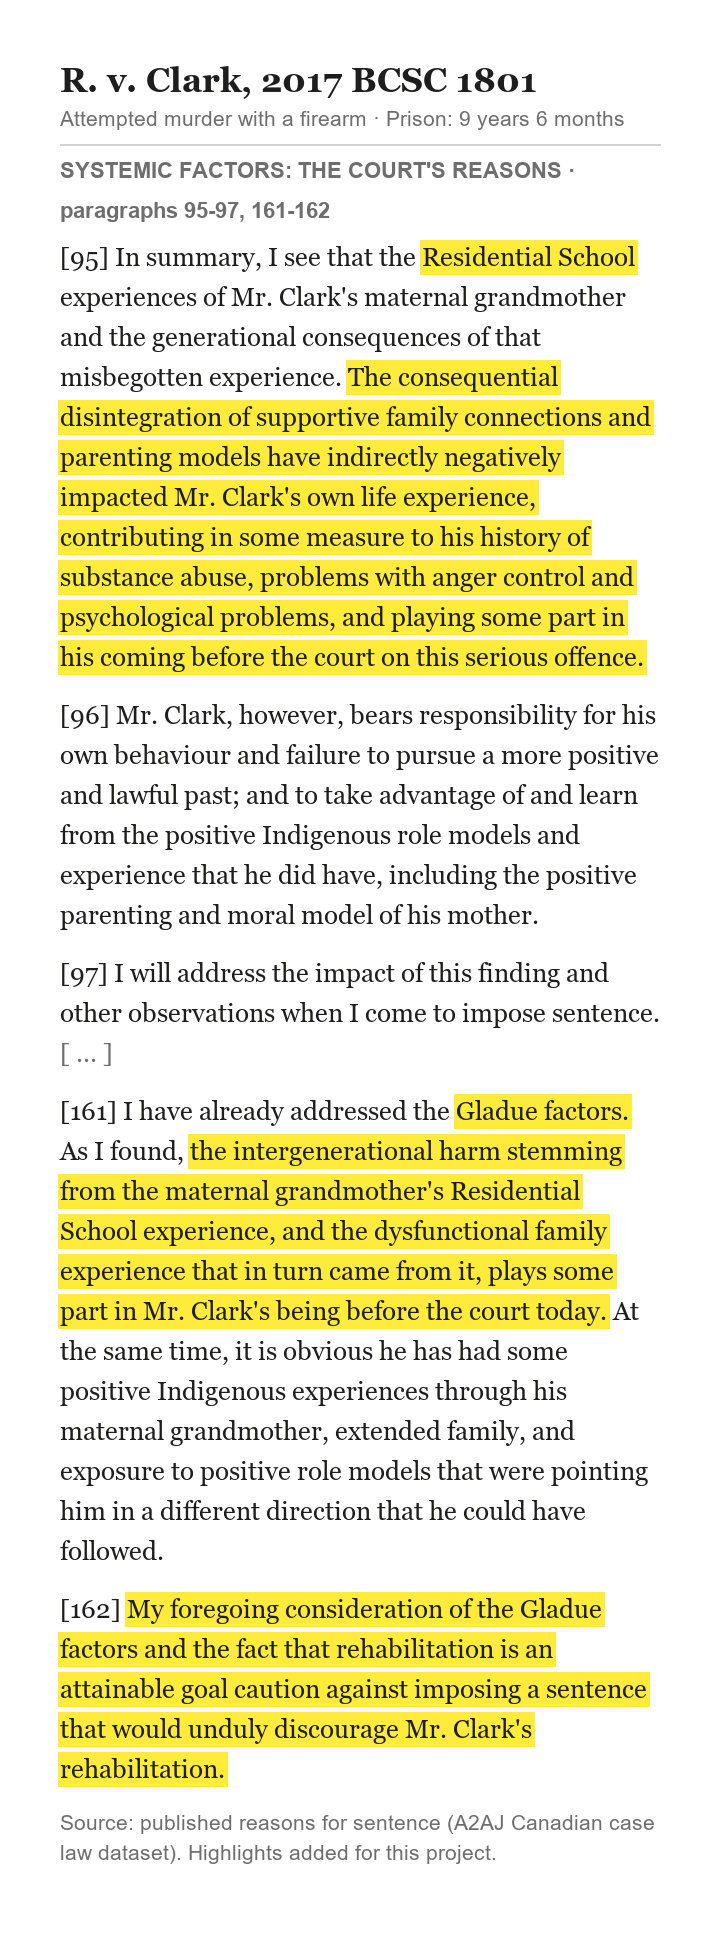 R. v. Clark, 2017 BCSC 1801
Attempted murder with a firearm · Prison: 9 years 6 months
SYSTEMIC FACTORS: THE COURT'S REASONS ·
paragraphs 95-97, 161-162
[95] In summary, I see that the Residential School
experiences of Mr. Clark's maternal grandmother
and the generational consequences of that
misbegotten experience. The consequential
disintegration of supportive family connections and
parenting models have indirectly negatively
impacted Mr. Clark's own life experience,
contributing in some measure to his history of
substance abuse, problems with anger control and
psychological problems, and playing some part in
his coming before the court on this serious offence.
[96] Mr. Clark, however, bears responsibility for his
own behaviour and failure to pursue a more positive
and lawful past; and to take advantage of and learn
from the positive Indigenous role models and
experience that he did have, including the positive
parenting and moral model of his mother.
[97] I will address the impact of this finding and
other observations when I come to impose sentence.
[ ... ]
[161] I have already addressed the Gladue factors.
As I found, the intergenerational harm stemming
from the maternal grandmother's Residential
School experience, and the dysfunctional family
experience that in turn came from it, plays some
part in Mr. Clark's being before the court today. At
the same time, it is obvious he has had some
positive Indigenous experiences through his
maternal grandmother, extended family, and
exposure to positive role models that were pointing
him in a different direction that he could have
followed.
[162] My foregoing consideration of the Gladue
factors and the fact that rehabilitation is an
attainable goal caution against imposing a sentence
that would unduly discourage Mr. Clark's
rehabilitation.
Source: published reasons for sentence (A2AJ Canadian case
law dataset). Highlights added for this project.